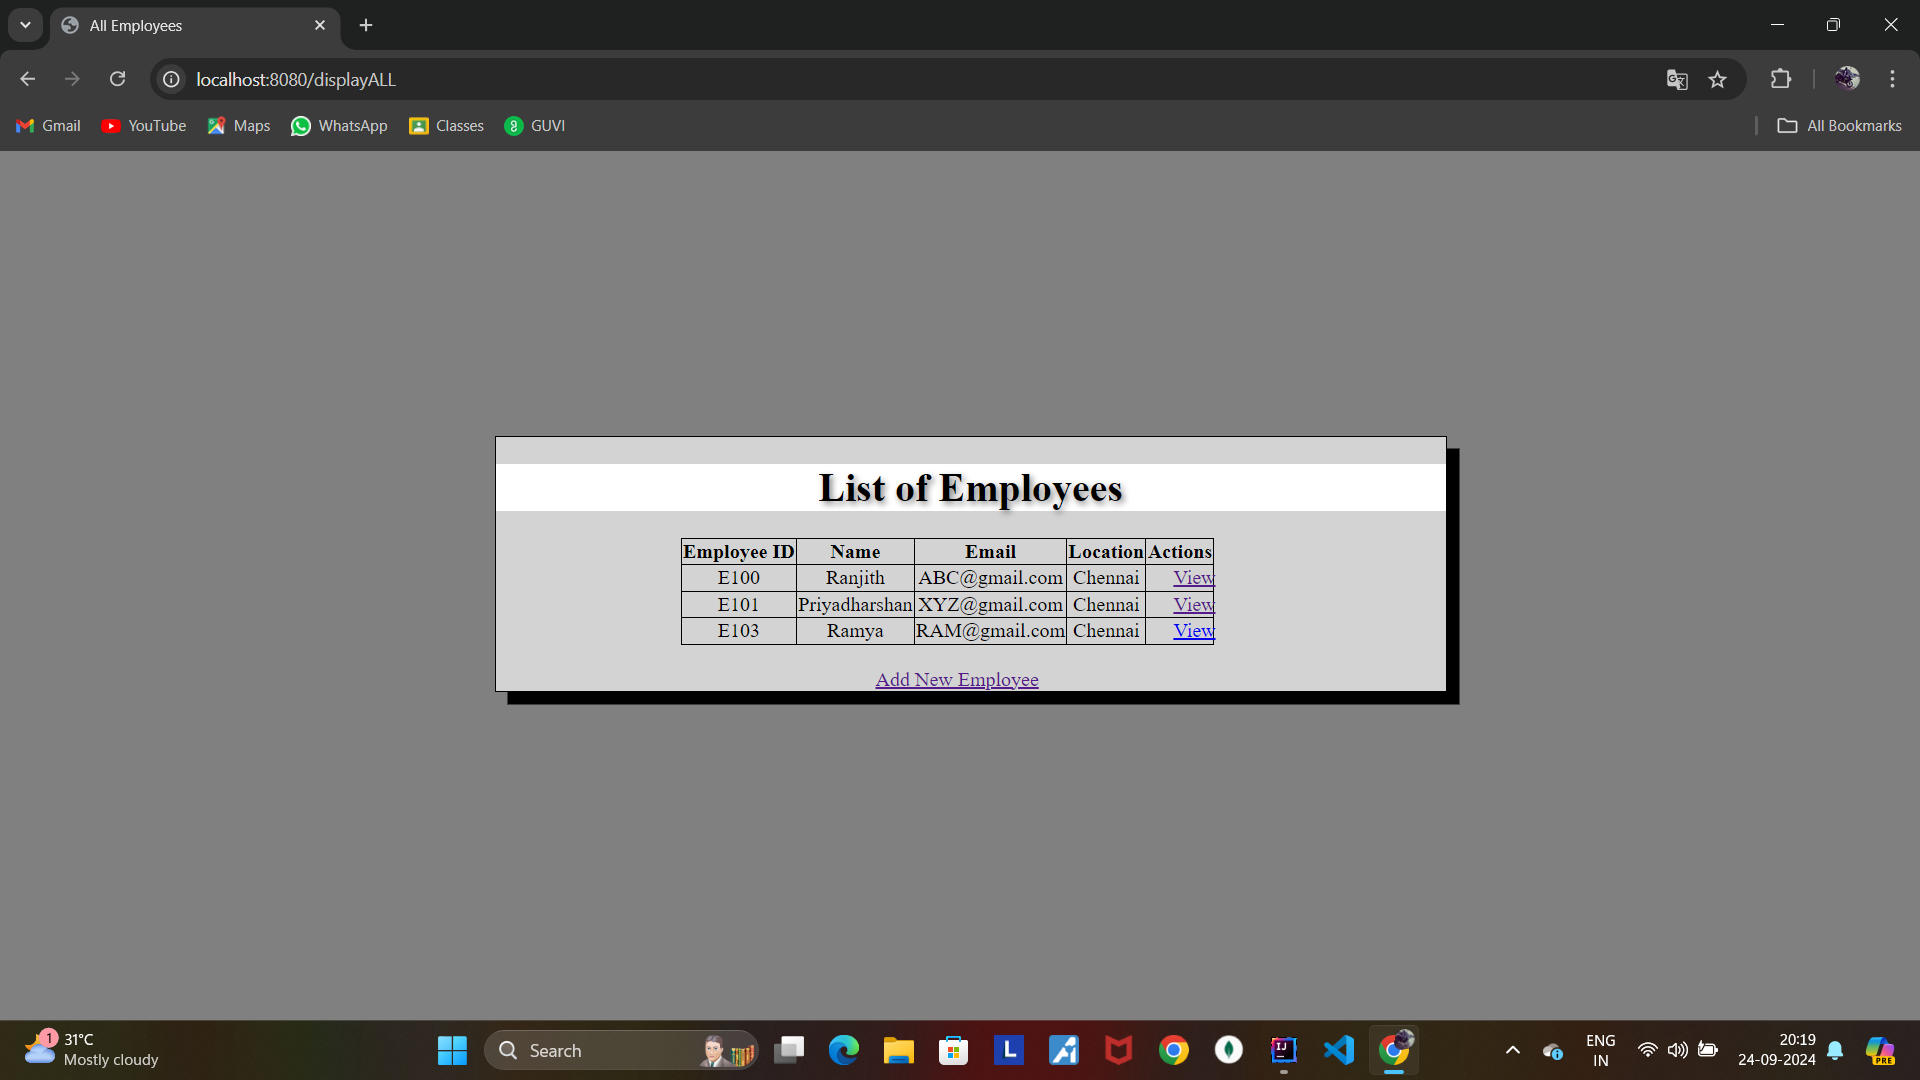 All Employees
localhost:8080/displayALL
Gmail YouTube Maps WhatsApp Classes GUVI All Bookmarks
List of Employees
Employee ID Name Email Location Actions
E100 Ranjith ABC@gmail.com Chennai View
E101 Priyadharshan XYZ@gmail.com Chennai View
E103 Ramya RAM@gmail.com Chennai View
Add New Employee
1 31°C
Mostly cloudy
Search
L
IJ
ENG
IN
20:19
24-09-2024
PRE